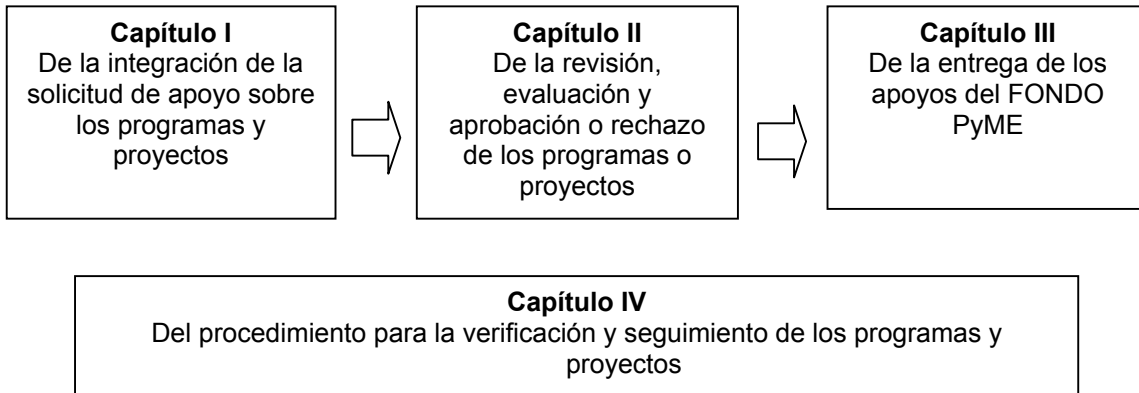 Capítulo I
De la integración de la
solicitud de apoyo sobre
los programas y
proyectos
Capítulo II
De la revisión,
evaluación y
aprobación o rechazo
de los programas o
proyectos
Capítulo III
De la entrega de los
apoyos del FONDO
PyME
Capítulo IV
Del procedimiento para la verificación y seguimiento de los programas y
proyectos